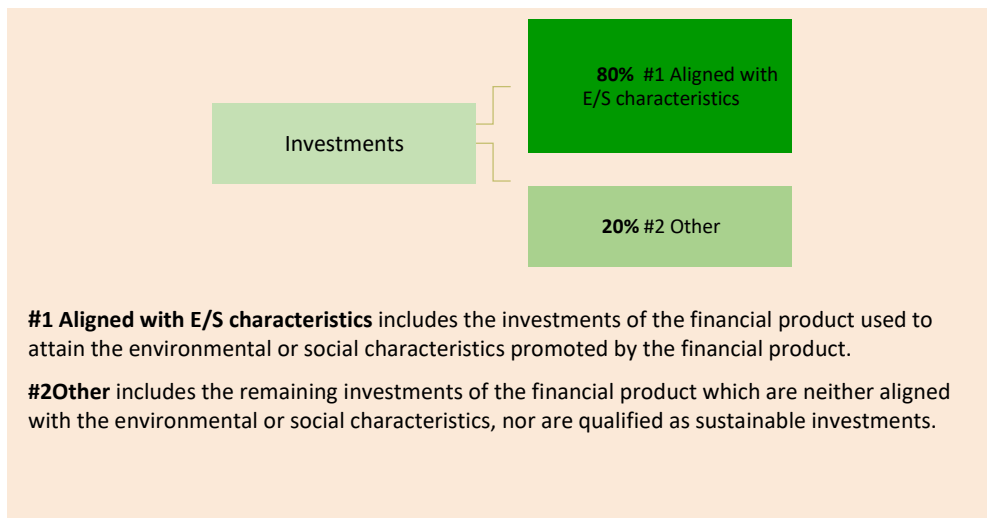 80% #1 Aligned with
E/S characteristics
Investments
20% #2 Other
#1 Aligned with E/S characteristics includes the investments of the financial product used to
attain the environmental or social characteristics promoted by the financial product.
#2Other includes the remaining investments of the financial product which are neither aligned
with the environmental or social characteristics, nor are qualified as sustainable investments.